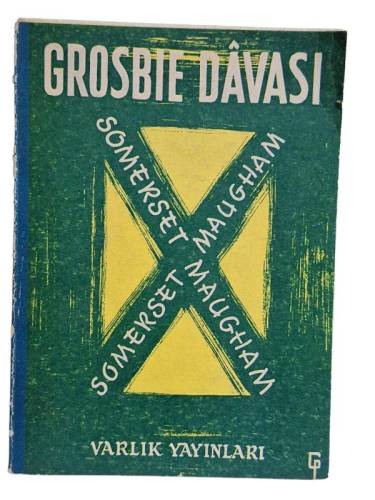 GROSBIE DÂVASI
SOMERSET MAUGHAM
SOMERSET MAUGHAM
VARLIK YAYINLARI